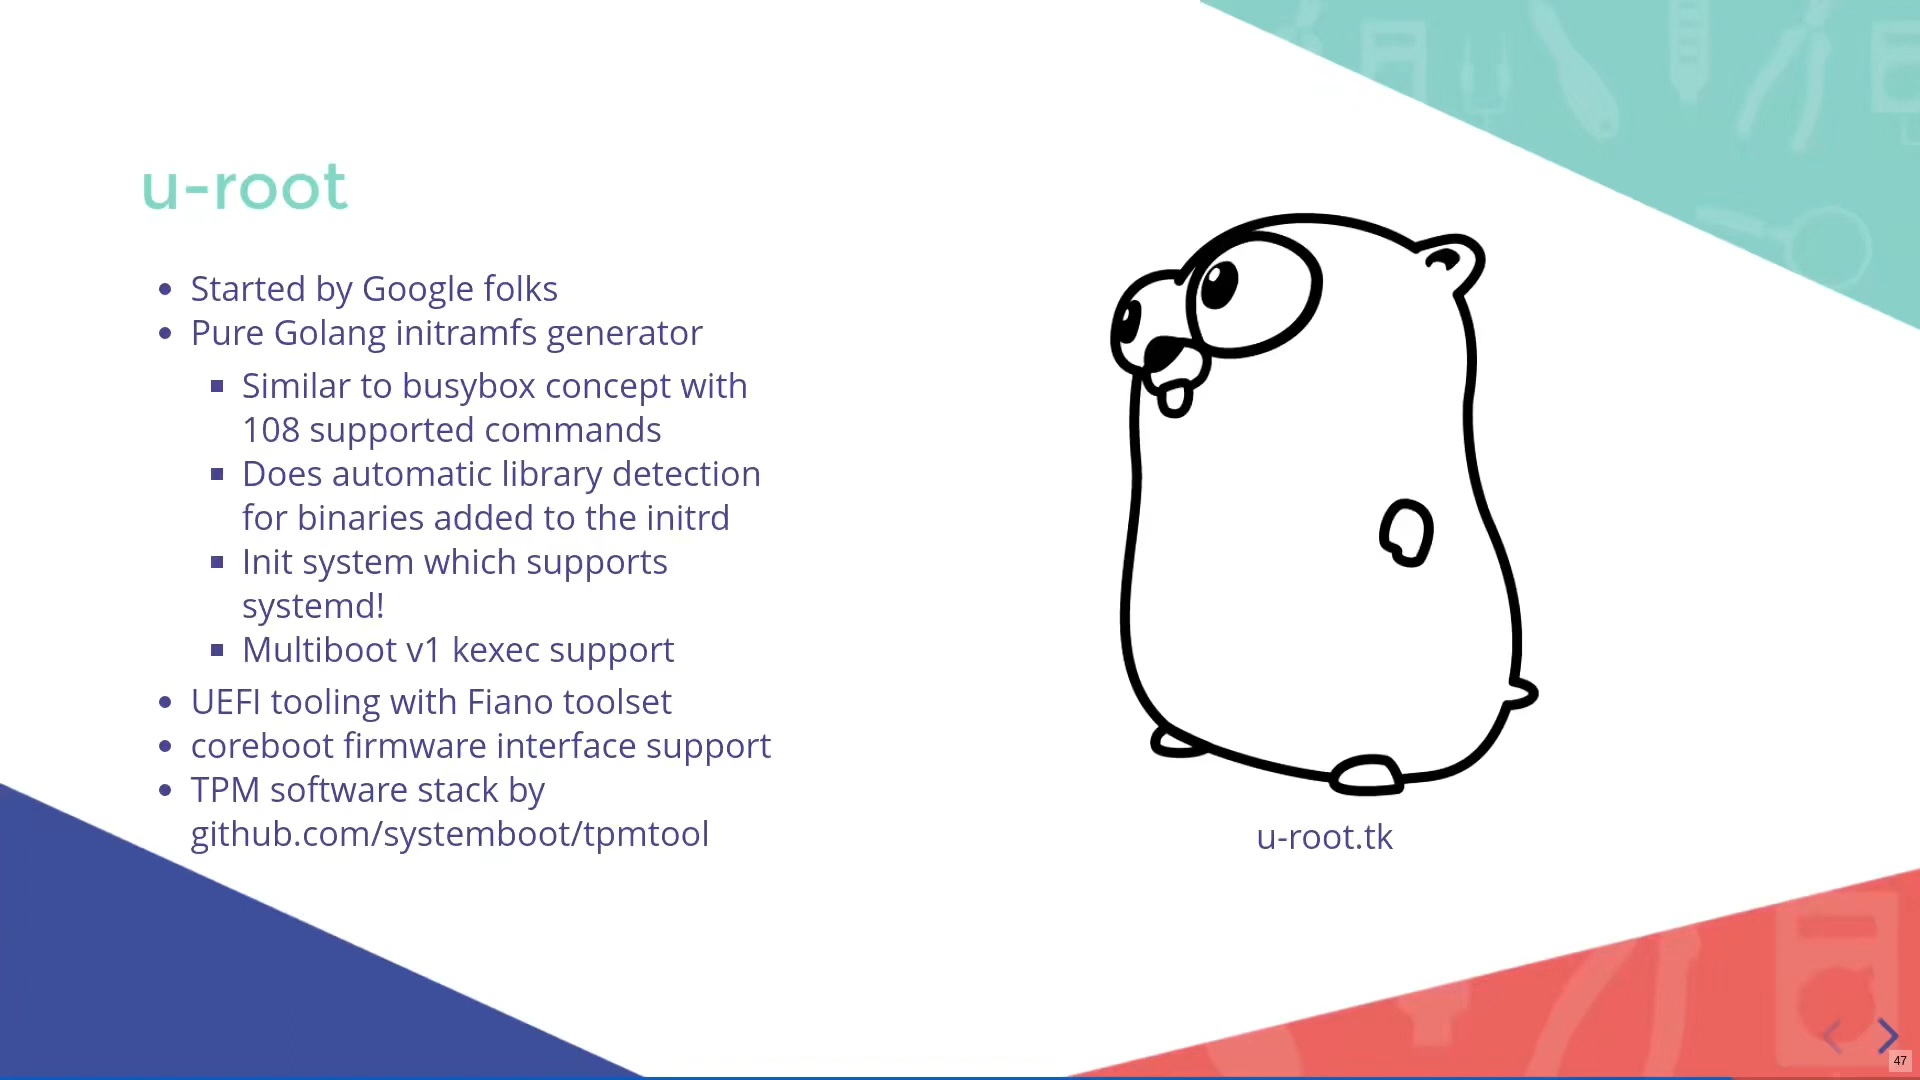 u-root
Started by Google folks
Pure Golang initramfs generator
Similar to busybox concept with
108 supported commands
Does automatic library detection
for binaries added to the initrd
Init system which supports
systemd!
Multiboot v1 kexec support
UEFI tooling with Fiano toolset
coreboot firmware interface support
TPM software stack by
github.com/systemboot/tpmtool
u-root.tk
47